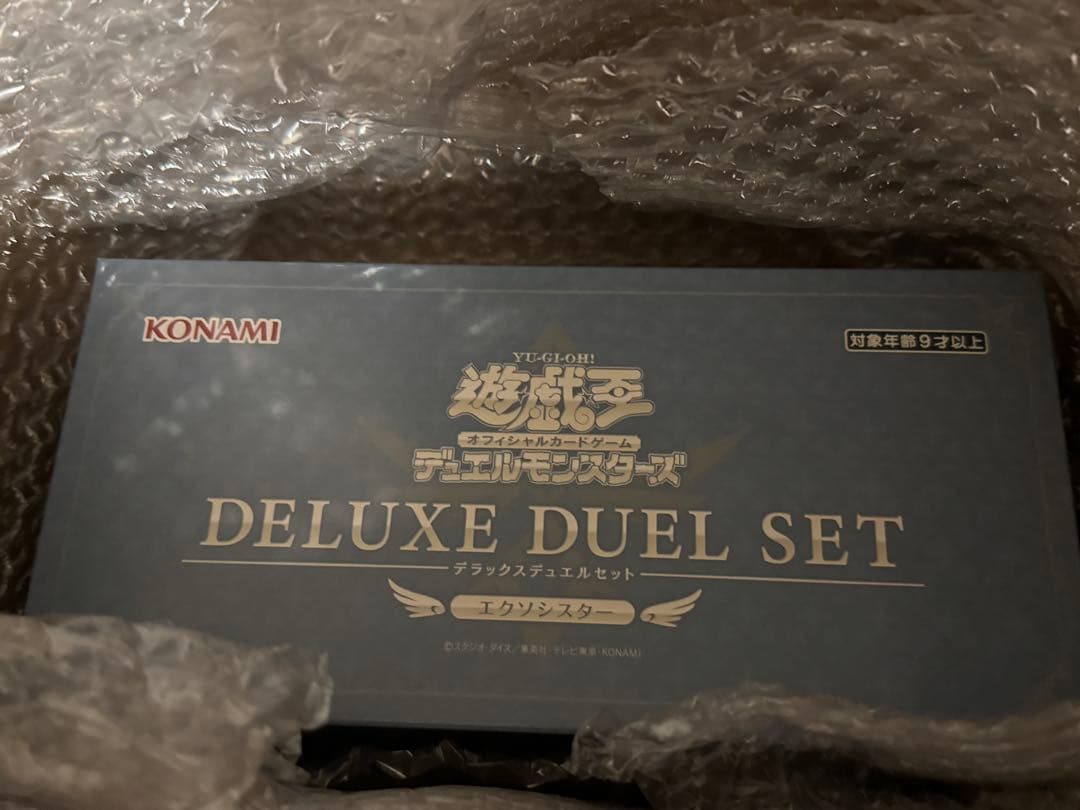 KONAMI
対象年齢9才以上
YU-GI-OH!
遊戯王
オフィシャルカードゲーム
デュエルモンスターズ
DELUXE DUEL SET
デラックスデュエルセット
エクソシスター
©スタジオ・ダイス/集英社・テレビ東京・KONAMI